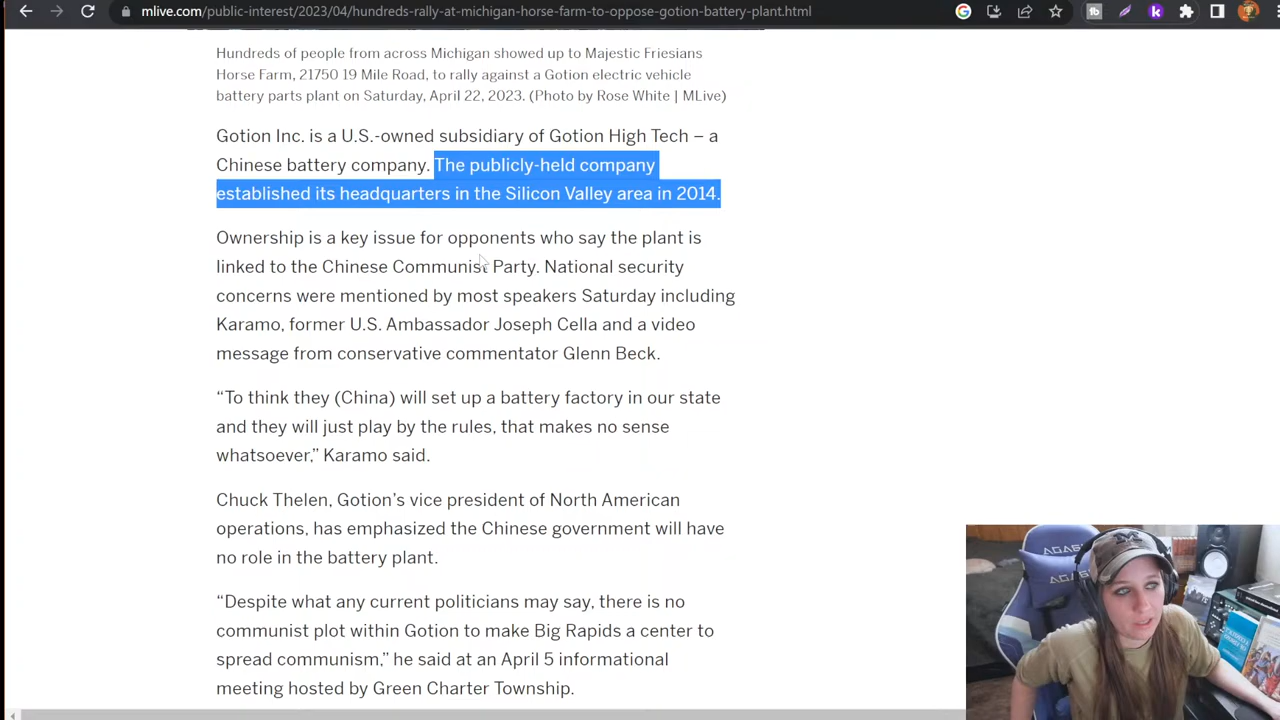 mlive.com/public-interest/2023/04/hundreds-rally-at-michigan-horse-farm-to-oppose-gotion-battery-plant.html
Hundreds of people from across Michigan showed up to Majestic Friesians
Horse Farm, 21750 19 Mile Road, to rally against a Gotion electric vehicle
battery parts plant on Saturday, April 22, 2023. (Photo by Rose White | MLive)
Gotion Inc. is a U.S.-owned subsidiary of Gotion High Tech – a
Chinese battery company. The publicly-held company
established its headquarters in the Silicon Valley area in 2014.
Ownership is a key issue for opponents who say the plant is
linked to the Chinese Communist Party. National security
concerns were mentioned by most speakers Saturday including
Karamo, former U.S. Ambassador Joseph Cella and a video
message from conservative commentator Glenn Beck.
“To think they (China) will set up a battery factory in our state
and they will just play by the rules, that makes no sense
whatsoever,” Karamo said.
Chuck Thelen, Gotion’s vice president of North American
operations, has emphasized the Chinese government will have
no role in the battery plant.
“Despite what any current politicians may say, there is no
communist plot within Gotion to make Big Rapids a center to
spread communism,” he said at an April 5 informational
meeting hosted by Green Charter Township.